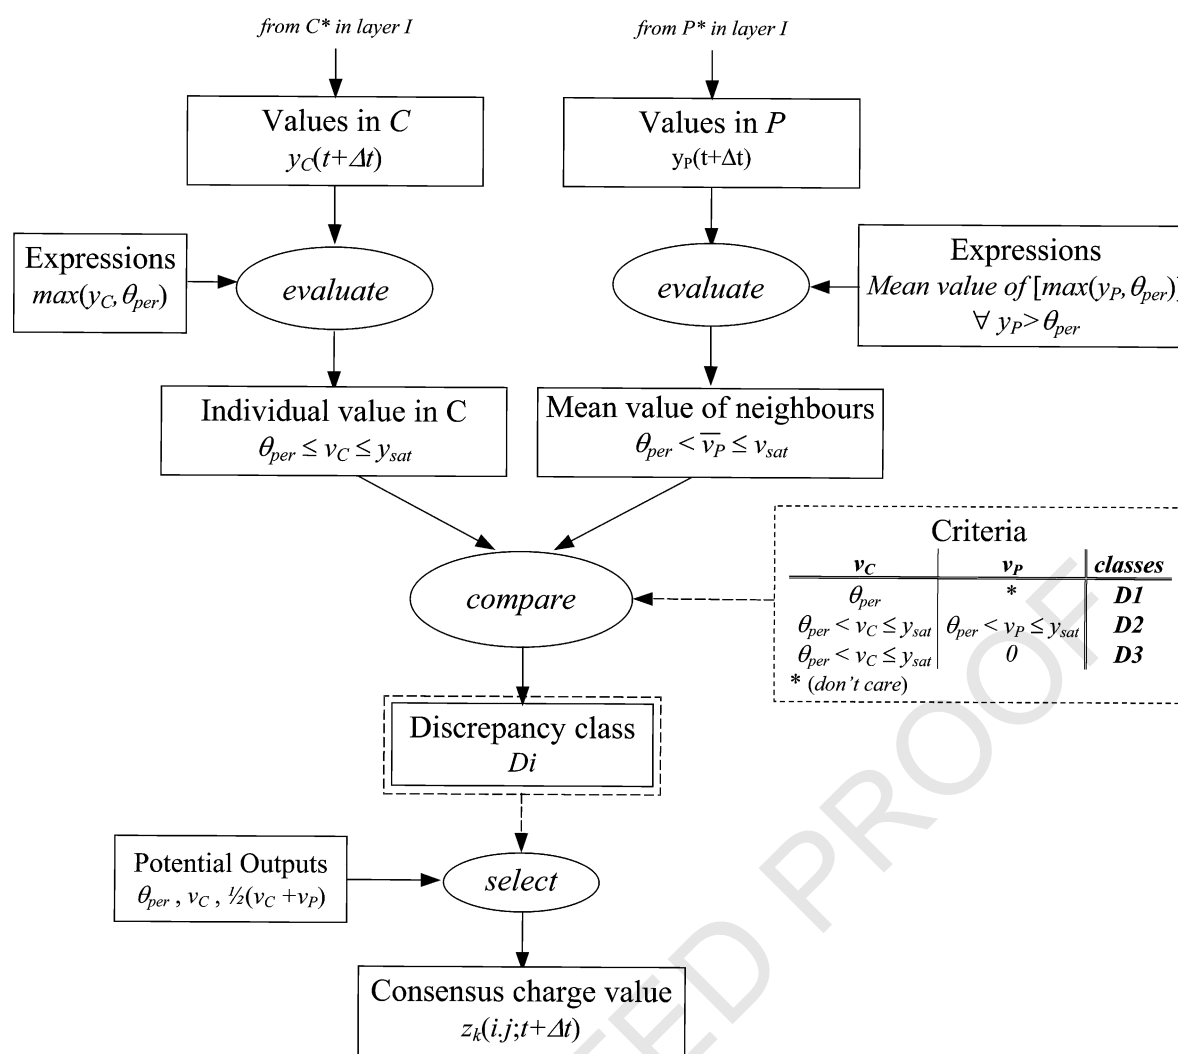 from C* in layer I
from P* in layer I
Values in C
y_C(t+Δt)
Values in P
y_P(t+Δt)
Expressions
max(y_C, θ_per)
evaluate
evaluate
Expressions
Mean value of [max(y_P, θ_per)]
∀ y_P > θ_per
Individual value in C
θ_per ≤ v_C ≤ y_sat
Mean value of neighbours
θ_per < v̅_P ≤ v_sat
compare
Criteria
v_C v_P classes
θ_per * D1
θ_per < v_C ≤ y_sat θ_per < v_P ≤ y_sat D2
θ_per < v_C ≤ y_sat 0 D3
* (don't care)
Discrepancy class
Di
Potential Outputs
θ_per , v_C , ½(v_C +v_P)
select
Consensus charge value
z_k(i.j;t+Δt)
TED PROOF